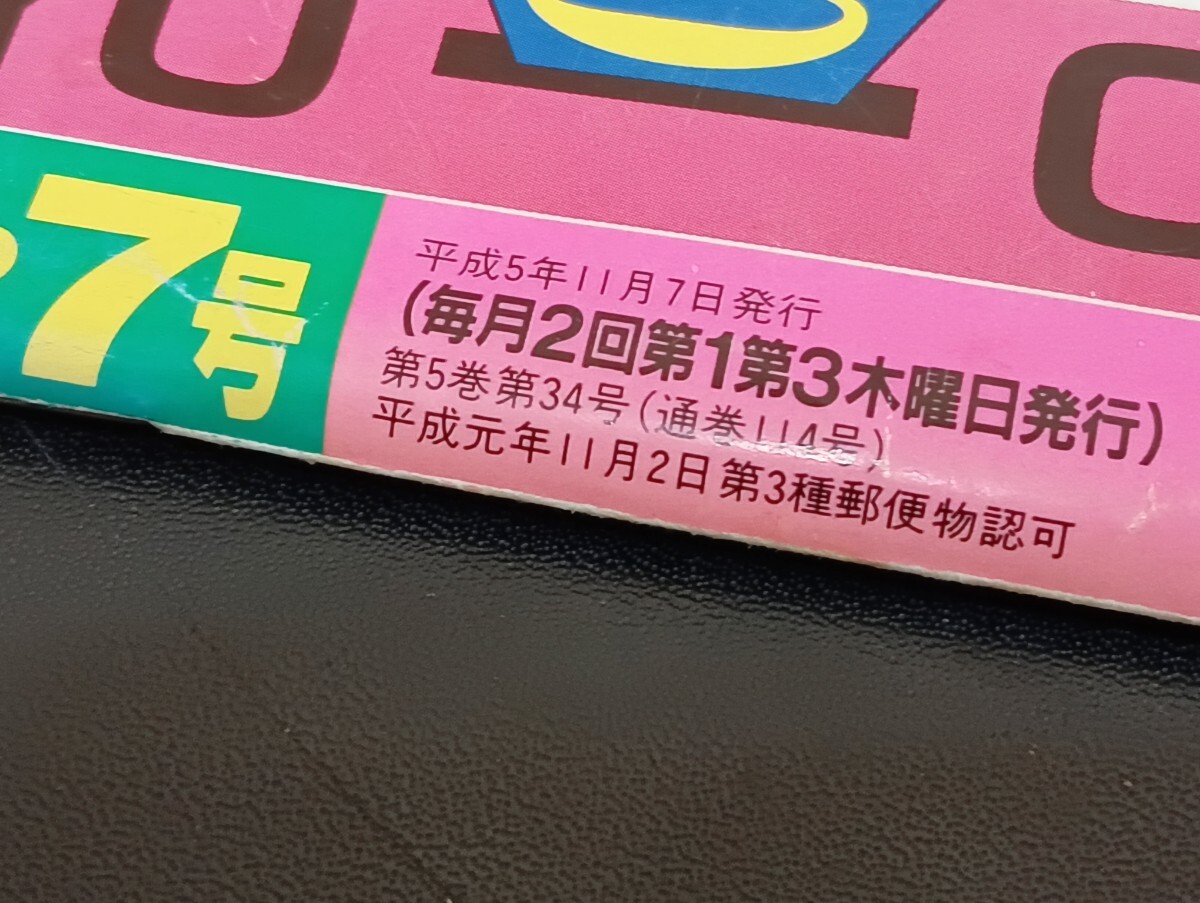 7号
平成5年11月7日発行
(毎月2回第1第3木曜日発行)
第5巻第34号(通巻114号)
平成元年11月2日第3種郵便物認可